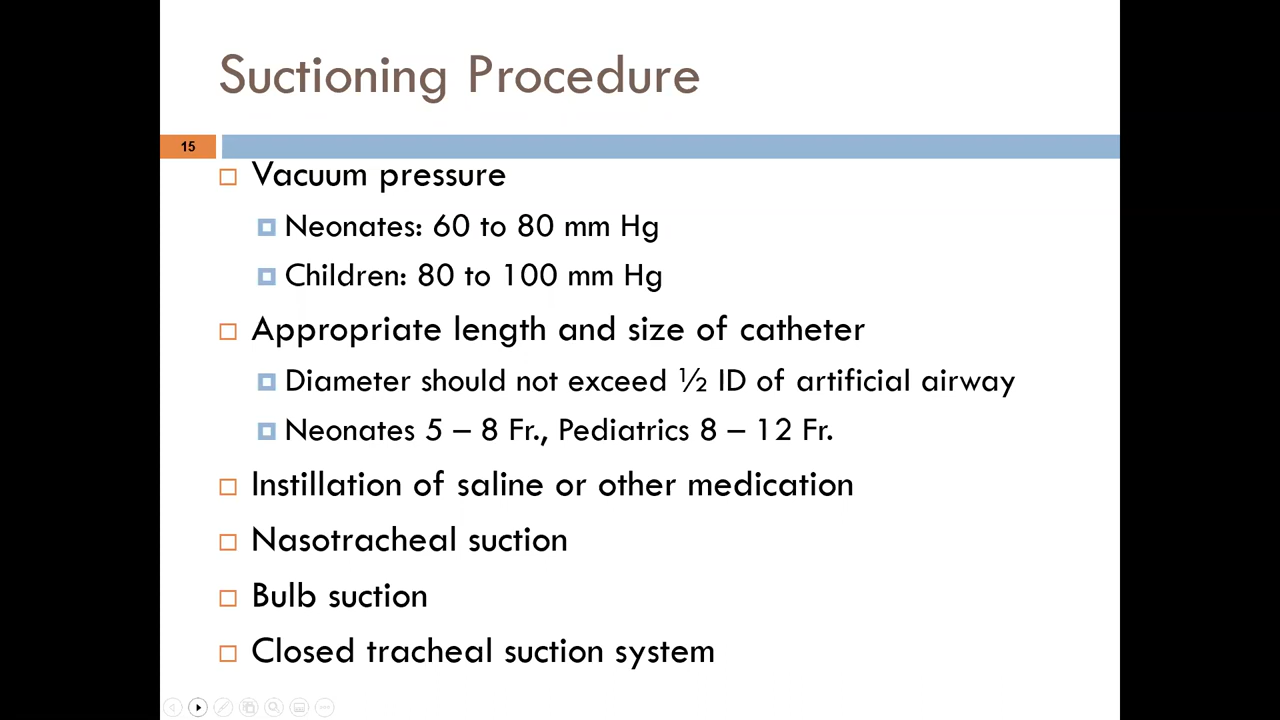 Suctioning Procedure
15
Vacuum pressure
Neonates: 60 to 80 mm Hg
Children: 80 to 100 mm Hg
Appropriate length and size of catheter
Diameter should not exceed ½ ID of artificial airway
Neonates 5 – 8 Fr., Pediatrics 8 – 12 Fr.
Instillation of saline or other medication
Nasotracheal suction
Bulb suction
Closed tracheal suction system